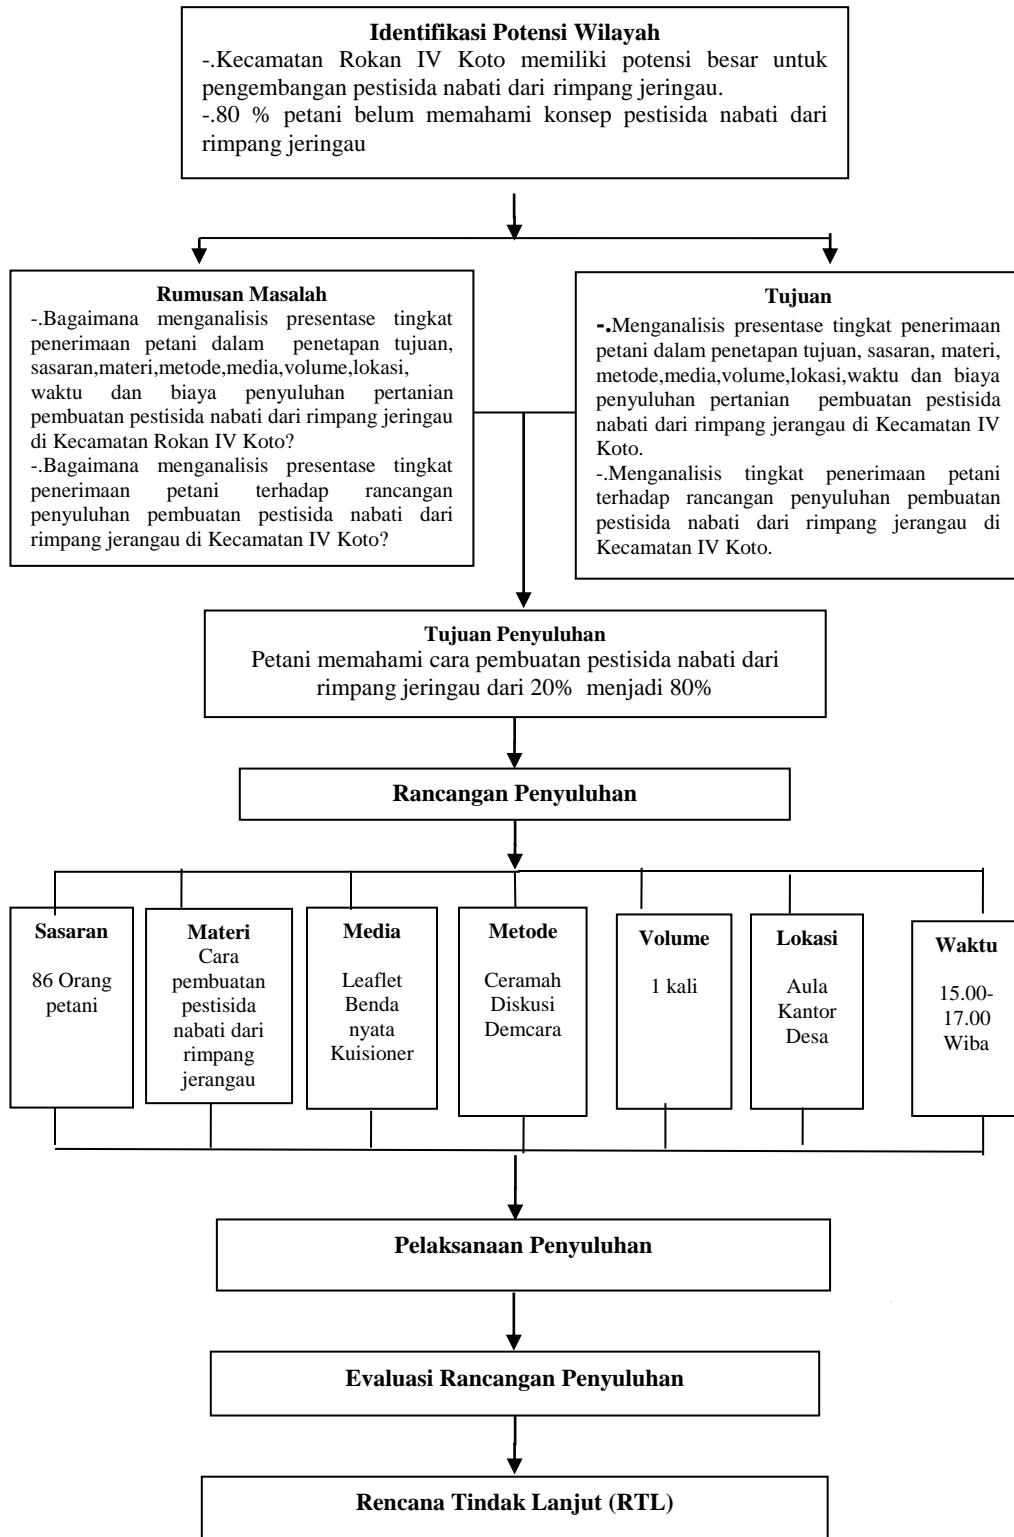 Identifikasi Potensi Wilayah
-.Kecamatan Rokan IV Koto memiliki potensi besar untuk
pengembangan pestisida nabati dari rimpang jeringau.
-.80 % petani belum memahami konsep pestisida nabati dari
rimpang jeringau
Rumusan Masalah
-.Bagaimana menganalisis presentase tingkat
penerimaan petani dalam penetapan tujuan,
sasaran,materi,metode,media,volume,lokasi,
waktu dan biaya penyuluhan pertanian
pembuatan pestisida nabati dari rimpang jeringau
di Kecamatan Rokan IV Koto?
-.Bagaimana menganalisis presentase tingkat
penerimaan petani terhadap rancangan
penyuluhan pembuatan pestisida nabati dari
rimpang jerangau di Kecamatan IV Koto?
Tujuan
-.Menganalisis presentase tingkat penerimaan
petani dalam penetapan tujuan, sasaran, materi,
metode,media,volume,lokasi,waktu dan biaya
penyuluhan pertanian pembuatan pestisida
nabati dari rimpang jerangau di Kecamatan IV
Koto.
-.Menganalisis tingkat penerimaan petani
terhadap rancangan penyuluhan pembuatan
pestisida nabati dari rimpang jerangau di
Kecamatan IV Koto.
Tujuan Penyuluhan
Petani memahami cara pembuatan pestisida nabati dari
rimpang jeringau dari 20% menjadi 80%
Rancangan Penyuluhan
Sasaran
86 Orang
petani
Materi
Cara
pembuatan
pestisida
nabati dari
rimpang
jerangau
Media
Leaflet
Benda
nyata
Kuisioner
Metode
Ceramah
Diskusi
Demcara
Volume
1 kali
Lokasi
Aula
Kantor
Desa
Waktu
15.00-
17.00
Wiba
Pelaksanaan Penyuluhan
Evaluasi Rancangan Penyuluhan
Rencana Tindak Lanjut (RTL)